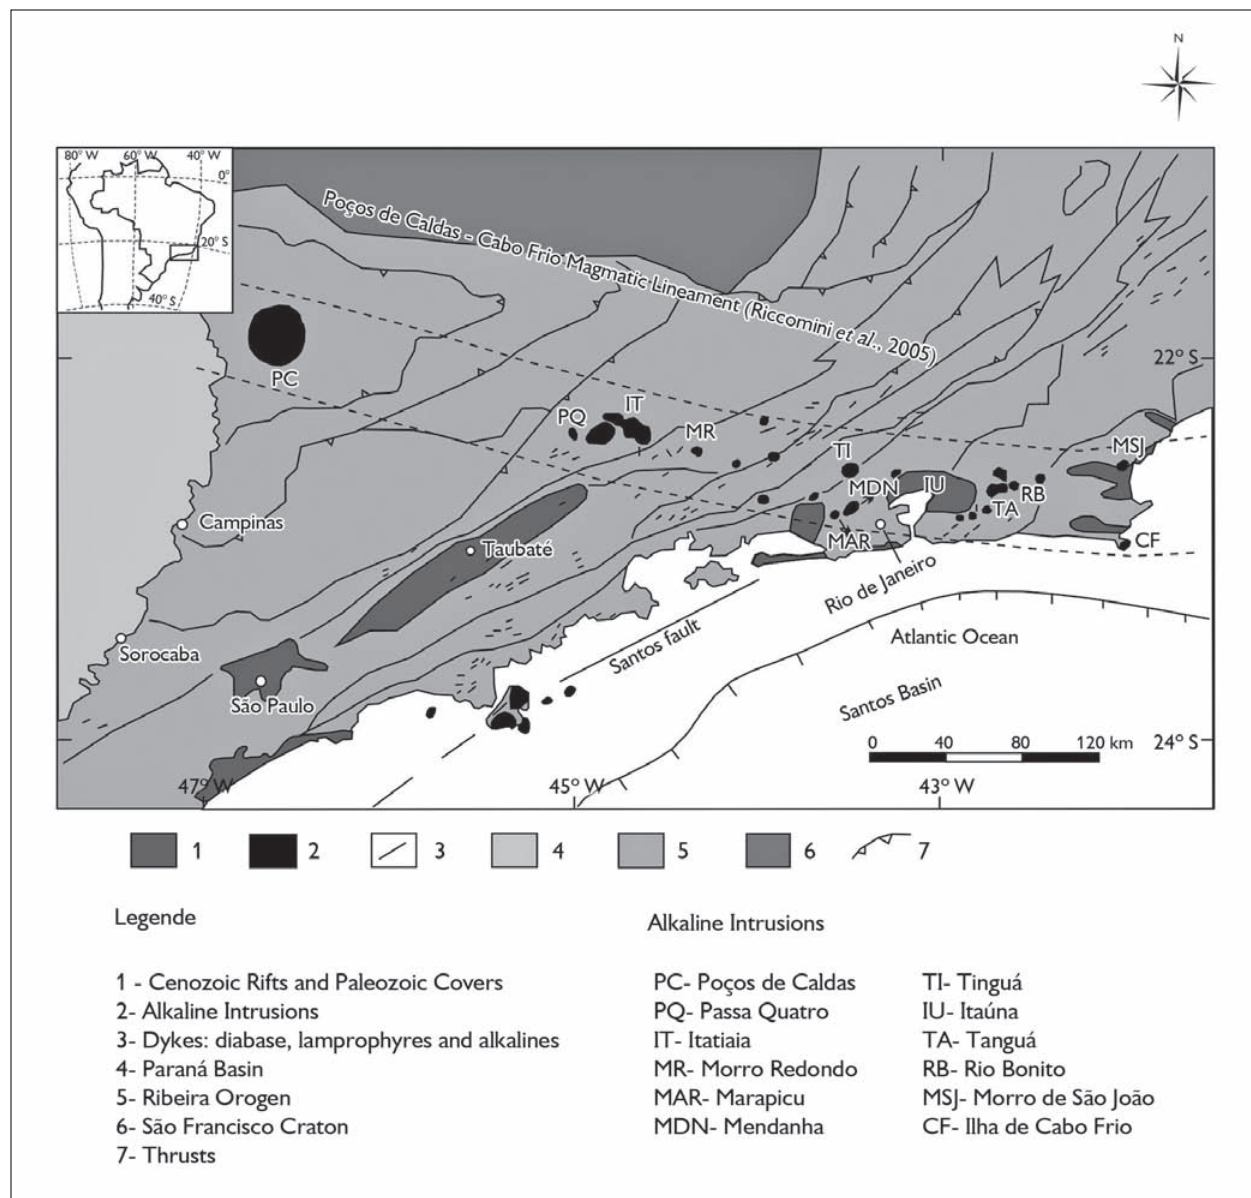 N
80° W 60° W 40° W
0°
20° S
40° S
Poços de Caldas - Cabo Frio Magmatic Lineament (Riccomini et al., 2005)
22° S
PC
PQ
IT
MR
TI
MDN
IU
MSJ
RB
TA
MAR
CF
Campinas
Taubaté
Rio de Janeiro
Sorocaba
São Paulo
Santos fault
Atlantic Ocean
Santos Basin
0 40 80 120 km
24° S
47° W
45° W
43° W
1 2 3 4 5 6 7
Legende
1 - Cenozoic Rifts and Paleozoic Covers
2- Alkaline Intrusions
3- Dykes: diabase, lamprophyres and alkalines
4- Paraná Basin
5- Ribeira Orogen
6- São Francisco Craton
7- Thrusts
Alkaline Intrusions
PC- Poços de Caldas
PQ- Passa Quatro
IT- Itatiaia
MR- Morro Redondo
MAR- Marapicu
MDN- Mendanha
TI- Tinguá
IU- Itaúna
TA- Tanguá
RB- Rio Bonito
MSJ- Morro de São João
CF- Ilha de Cabo Frio